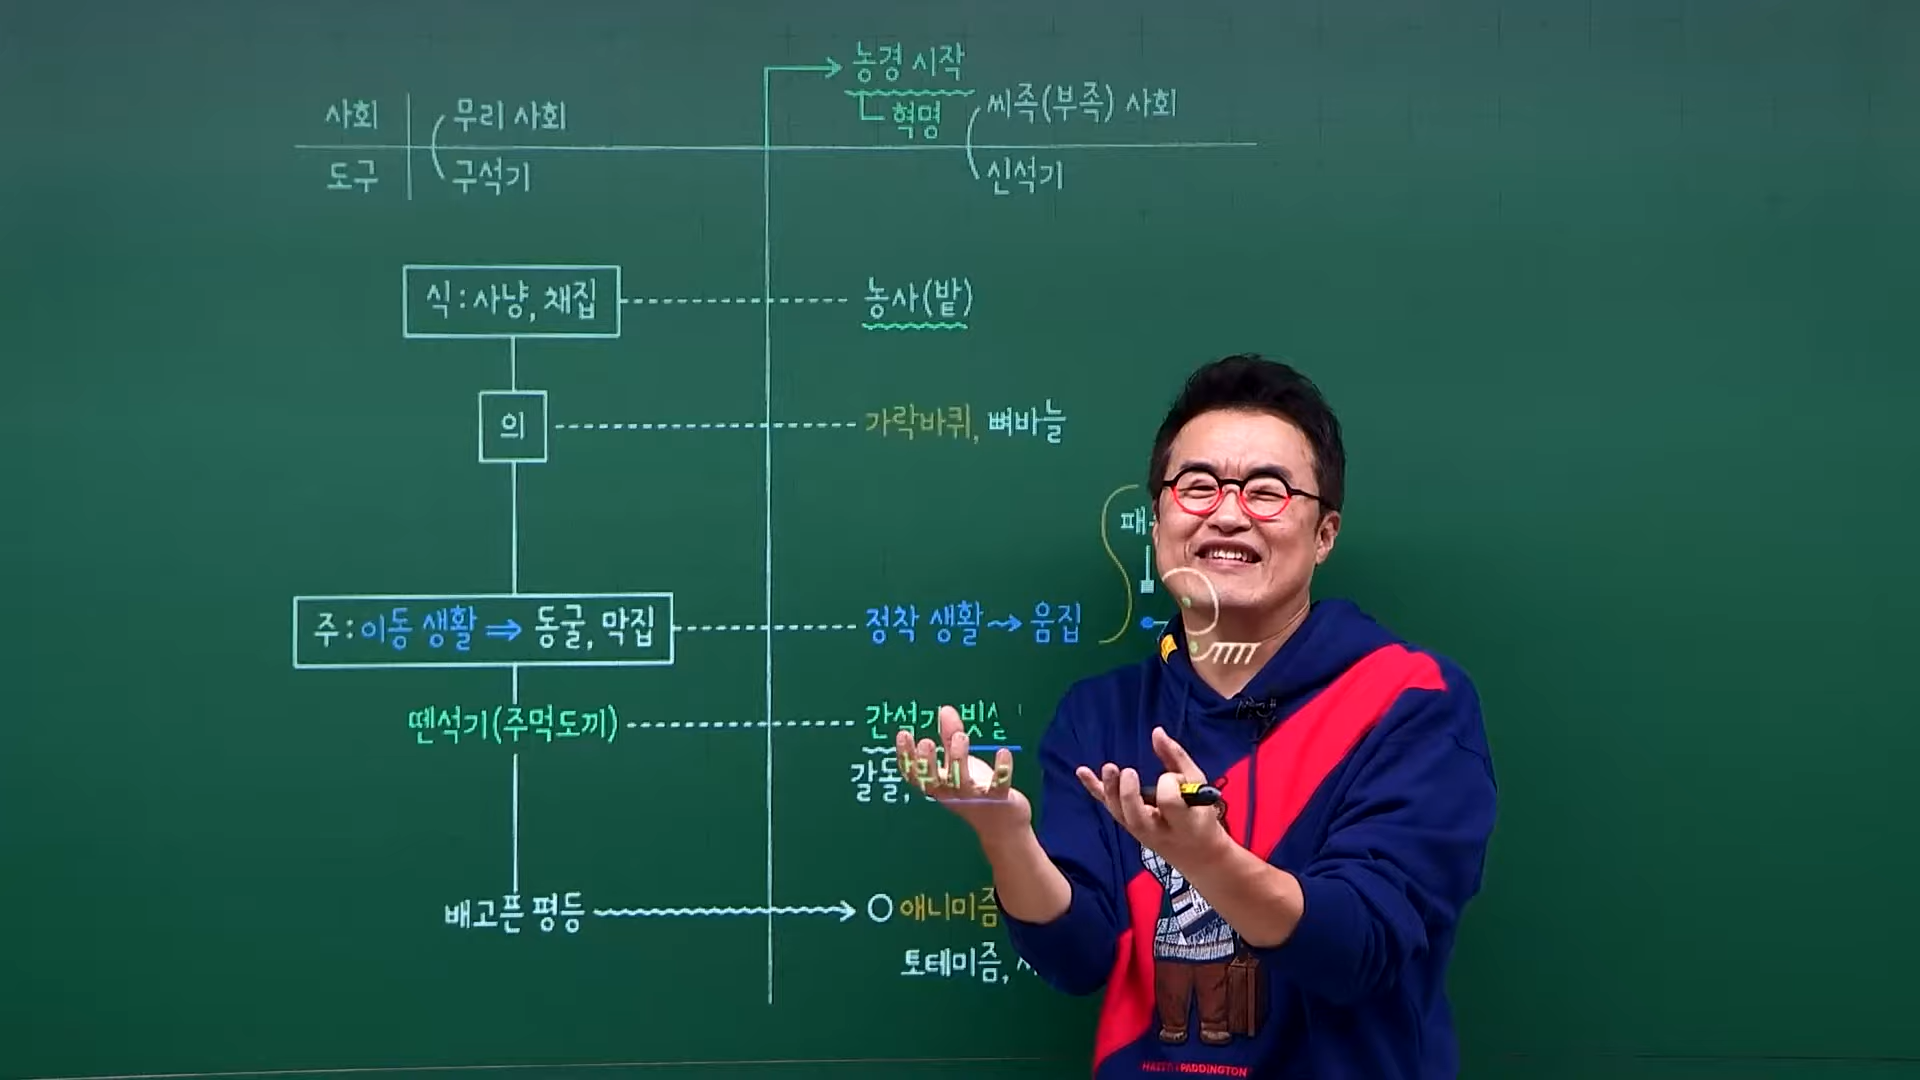 농경 시작
혁명
사회 무리 사회 씨족(부족) 사회
도구 구석기 신석기
식 : 사냥, 채집 농사(밭)
의 가락바퀴, 뼈바늘
패
주 : 이동 생활 ⇒ 동굴, 막집 정착 생활 → 움집
뗀석기(주먹도끼) 간석기
갈돌,
배고픈 평등 → ○ 애니미즘
토테미즘,
PADDINGTON